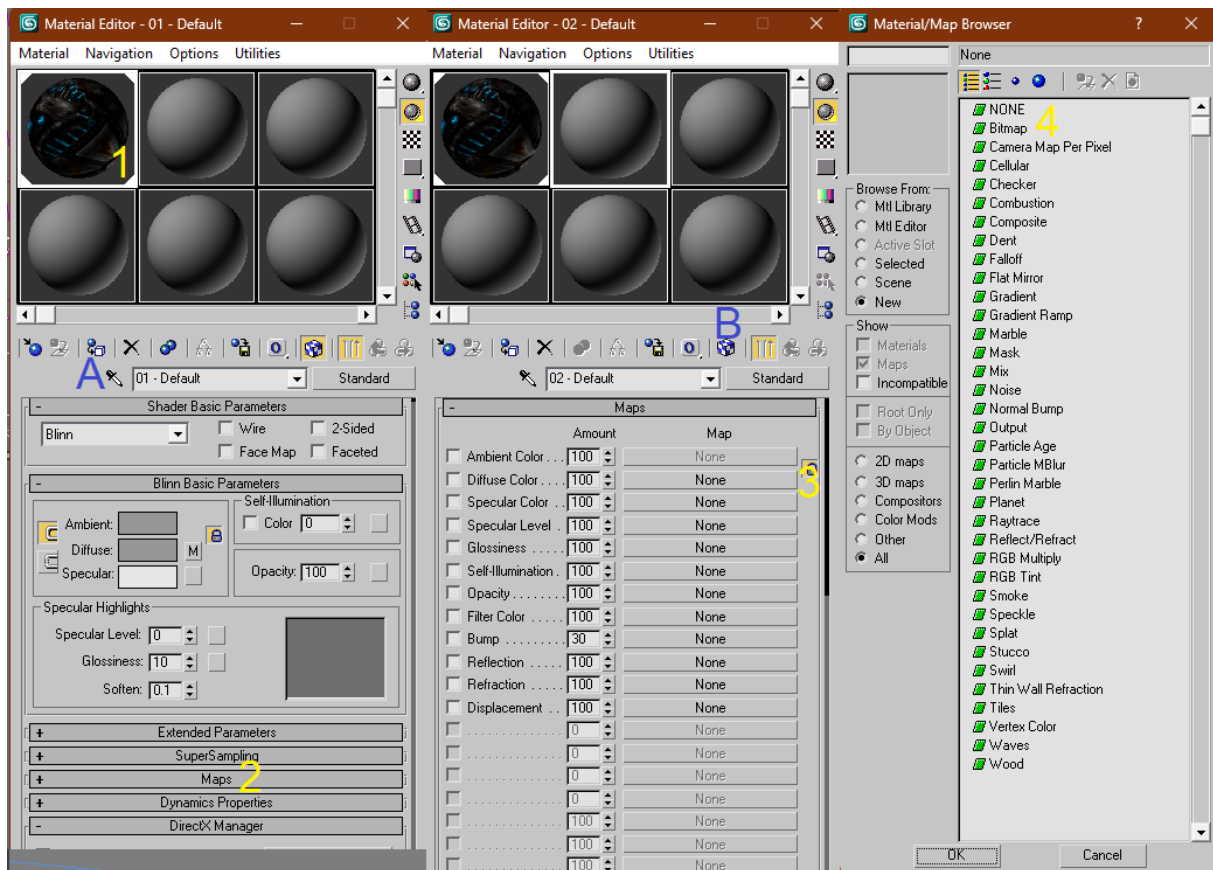 Material Editor - 01 - Default
Material Navigation Options Utilities
1
A
01 - Default Standard
- Shader Basic Parameters
Blinn Wire 2-Sided
Face Map Faceted
- Blinn Basic Parameters
Self-Illumination
Ambient: Color 0
Diffuse: M
Specular: Opacity: 100
Specular Highlights
Specular Level: 0
Glossiness: 10
Soften: 0.1
+ Extended Parameters
+ SuperSampling
+ Maps
2
+ Dynamics Properties
- DirectX Manager
Material Editor - 02 - Default
Material Navigation Options Utilities
B
02 - Default Standard
- Maps
Amount Map
Ambient Color . . . 100 None
3
Diffuse Color . . . . 100 None
Specular Color . . 100 None
Specular Level . 100 None
Glossiness . . . . . 100 None
Self-Illumination . 100 None
Opacity . . . . . . . . 100 None
Filter Color . . . . . 100 None
Bump . . . . . . . . . 30 None
Reflection . . . . . 100 None
Refraction . . . . . 100 None
Displacement . . 100 None
. . . . . . . . . . . . . 0 None
. . . . . . . . . . . . . 0 None
. . . . . . . . . . . . . 0 None
. . . . . . . . . . . . . 0 None
. . . . . . . . . . . . . 100 None
. . . . . . . . . . . . . 100 None
. . . . . . . . . . . . . 100 None
Material/Map Browser ? ×
None
Browse From:
Mtl Library
Mtl Editor
Active Slot
Selected
Scene
New
Show
Materials
Maps
Incompatible
Root Only
By Object
2D maps
3D maps
Compositors
Color Mods
Other
All
NONE
4
Bitmap
Camera Map Per Pixel
Cellular
Checker
Combustion
Composite
Dent
Falloff
Flat Mirror
Gradient
Gradient Ramp
Marble
Mask
Mix
Noise
Normal Bump
Output
Particle Age
Particle MBlur
Perlin Marble
Planet
Raytrace
Reflect/Refract
RGB Multiply
RGB Tint
Smoke
Speckle
Splat
Stucco
Swirl
Thin Wall Refraction
Tiles
Vertex Color
Waves
Wood
OK Cancel